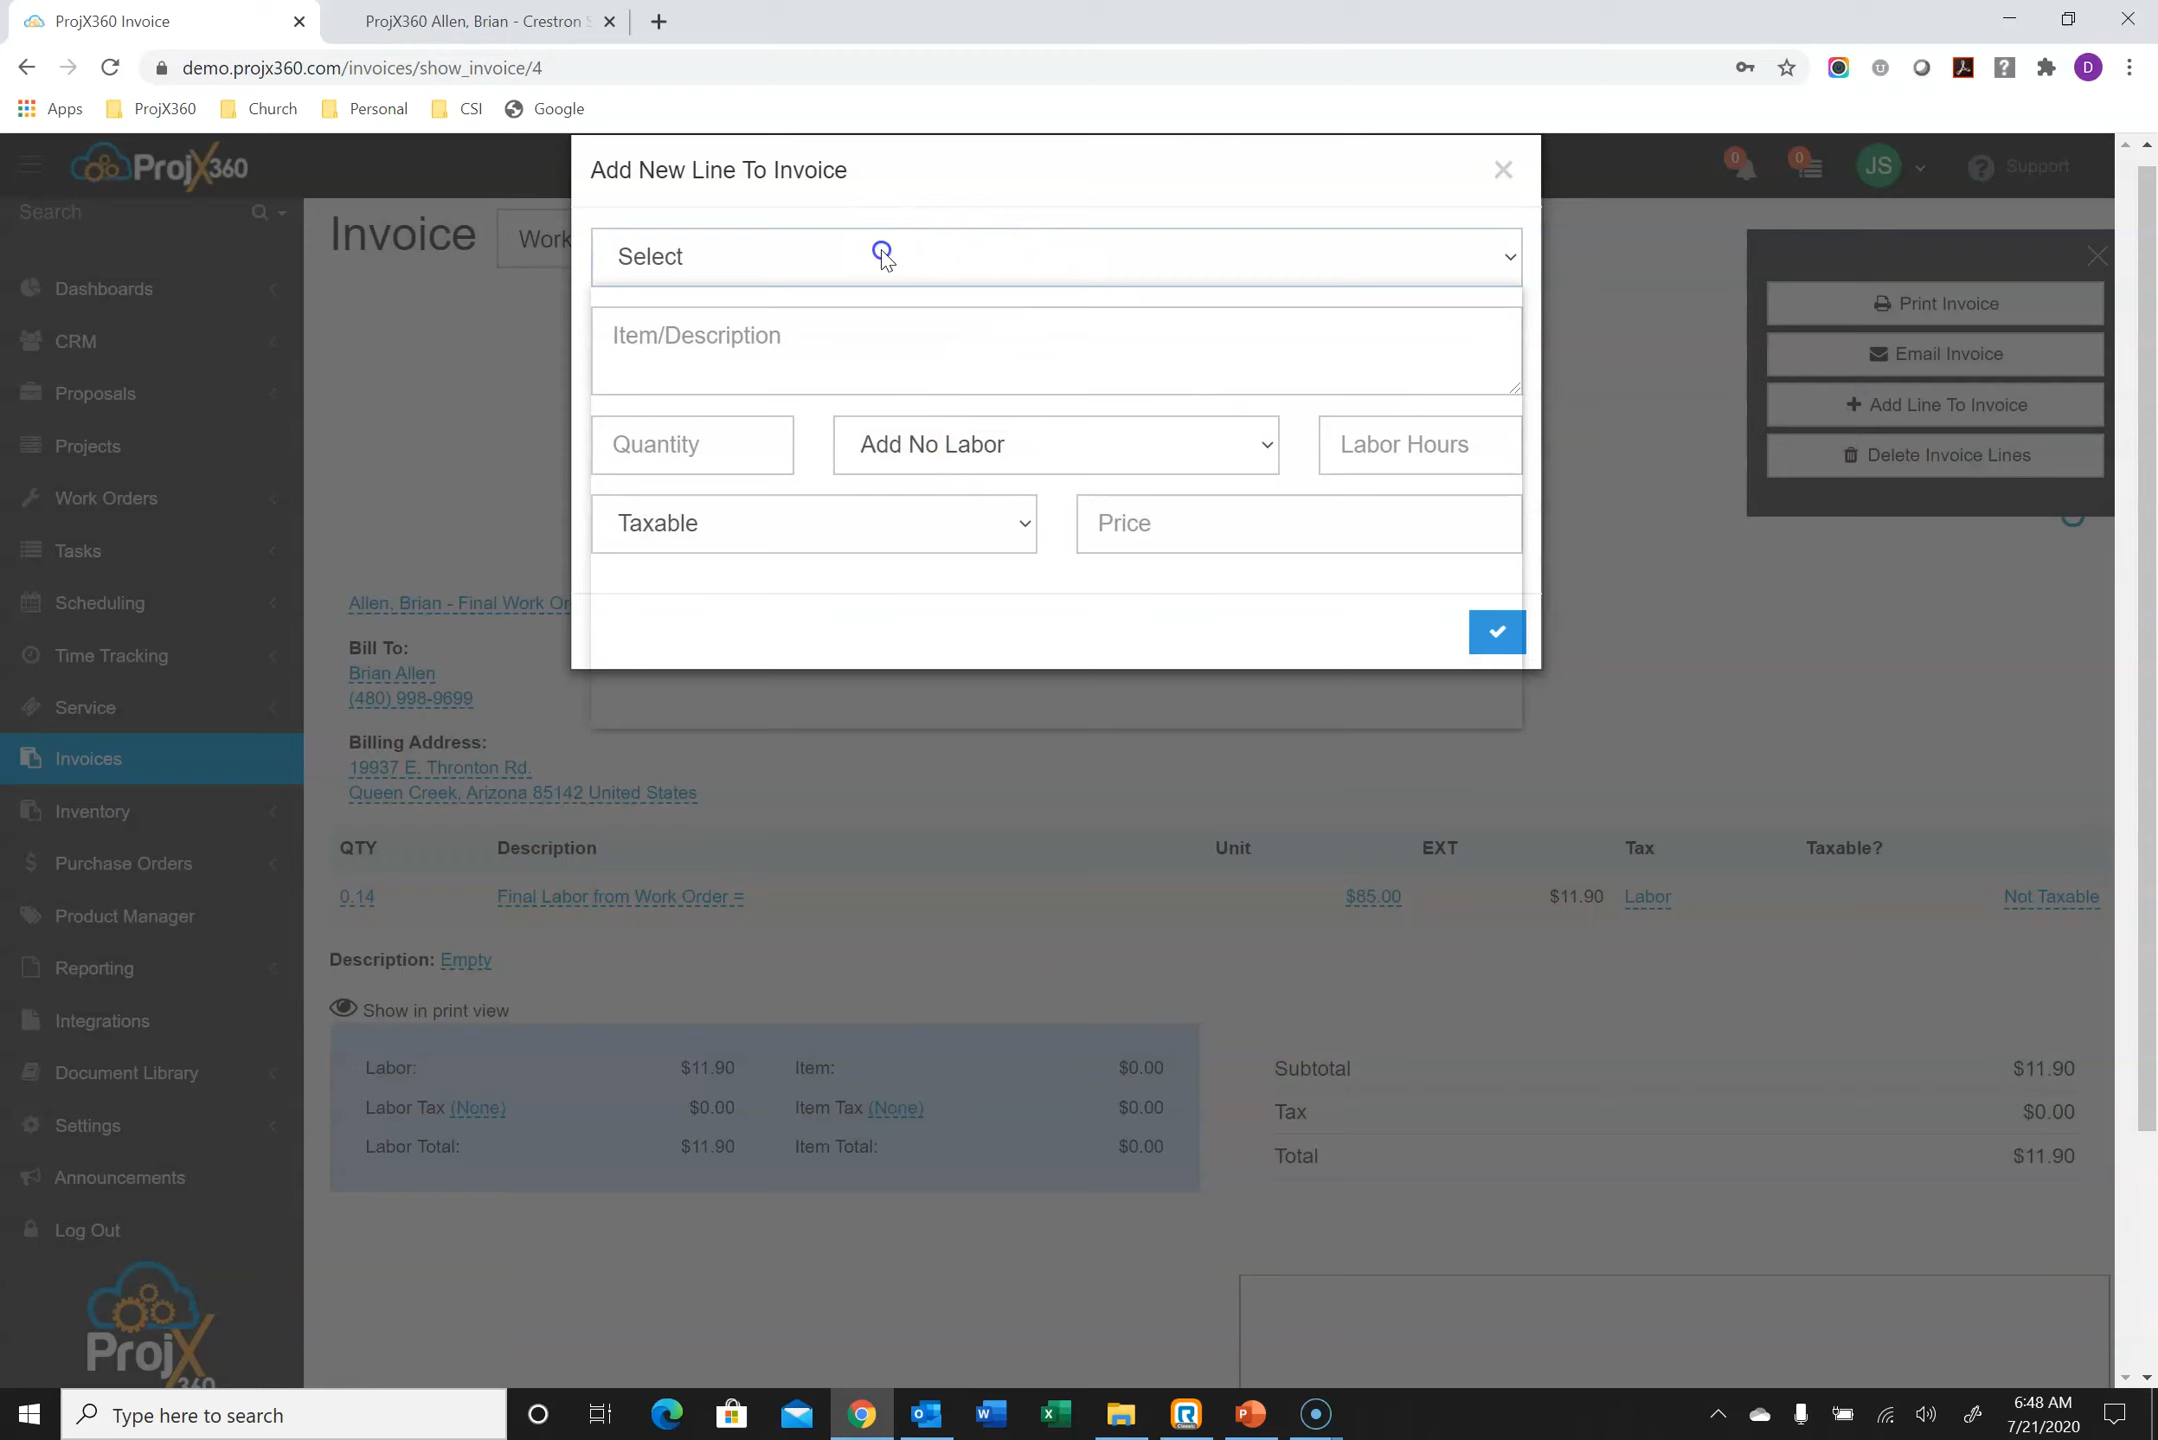 ProjX360 Invoice
ProjX360 Allen, Brian - Crestron S
demo.projx360.com/invoices/show_invoice/4
D
Apps
ProjX360
Church
Personal
CSI
Google
ProjX360
Add New Line To Invoice
0
0
JS
Support
Search
Invoice
Work
Select
Item/Description
Quantity
Add No Labor
Labor Hours
Taxable
Price
Print Invoice
Email Invoice
Add Line To Invoice
Delete Invoice Lines
Dashboards
CRM
Proposals
Projects
Work Orders
Tasks
Scheduling
Time Tracking
Service
Invoices
Inventory
Purchase Orders
Product Manager
Reporting
Integrations
Document Library
Settings
Announcements
Log Out
ProjX
360
Allen, Brian - Final Work Or
Bill To:
Brian Allen
(480) 998-9699
Billing Address:
19937 E. Thronton Rd.
Queen Creek, Arizona 85142 United States
QTY Description Unit EXT Tax Taxable?
0.14 Final Labor from Work Order = $85.00 $11.90 Labor Not Taxable
Description: Empty
Show in print view
Labor: $11.90 Item: $0.00
Labor Tax (None) $0.00 Item Tax (None) $0.00
Labor Total: $11.90 Item Total: $0.00
Subtotal $11.90
Tax $0.00
Total $11.90
Type here to search
6:48 AM
7/21/2020